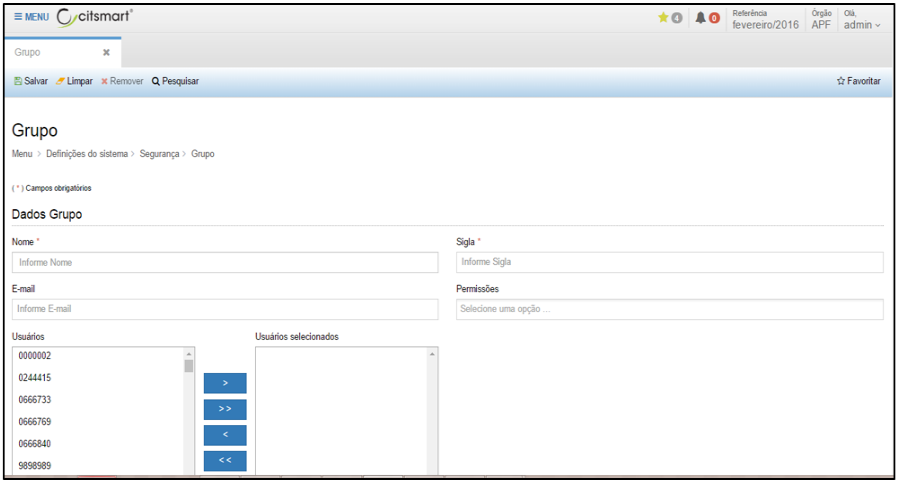 MENU citsmart 4 0 Referência Órgão Olá,
fevereiro/2016 APF admin
Grupo
Salvar Limpar Remover Pesquisar Favoritar
Grupo
Menu > Definições do sistema > Segurança > Grupo
( * ) Campos obrigatórios
Dados Grupo
Nome * Sigla *
Informe Nome Informe Sigla
E-mail Permissões
Informe E-mail Selecione uma opção ...
Usuários Usuários selecionados
0000002
0244415
>
0666733
>>
0666769
<
0666840
<<
9898989